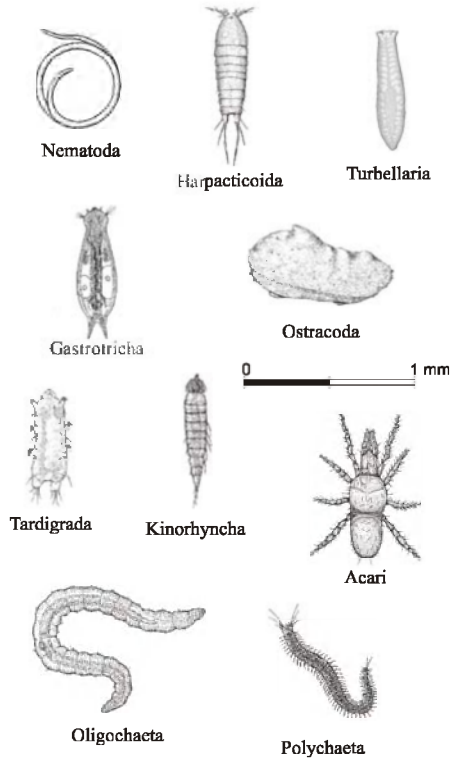 Nematoda
Harpacticoida
Turbellaria
Gastrotricha
Ostracoda
0 1 mm
Tardigrada
Kinorhyncha
Acari
Oligochaeta
Polychaeta